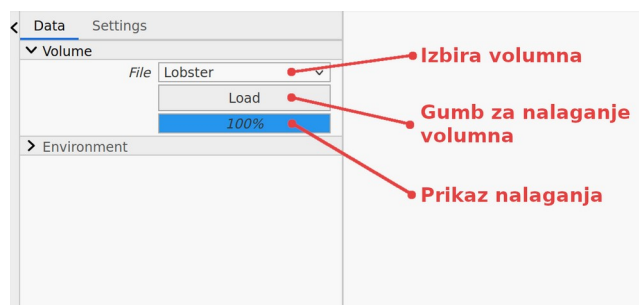 Data Settings
Volume
File Lobster
Load
100%
Environment
Izbira volumna
Gumb za nalaganje
volumna
Prikaz nalaganja